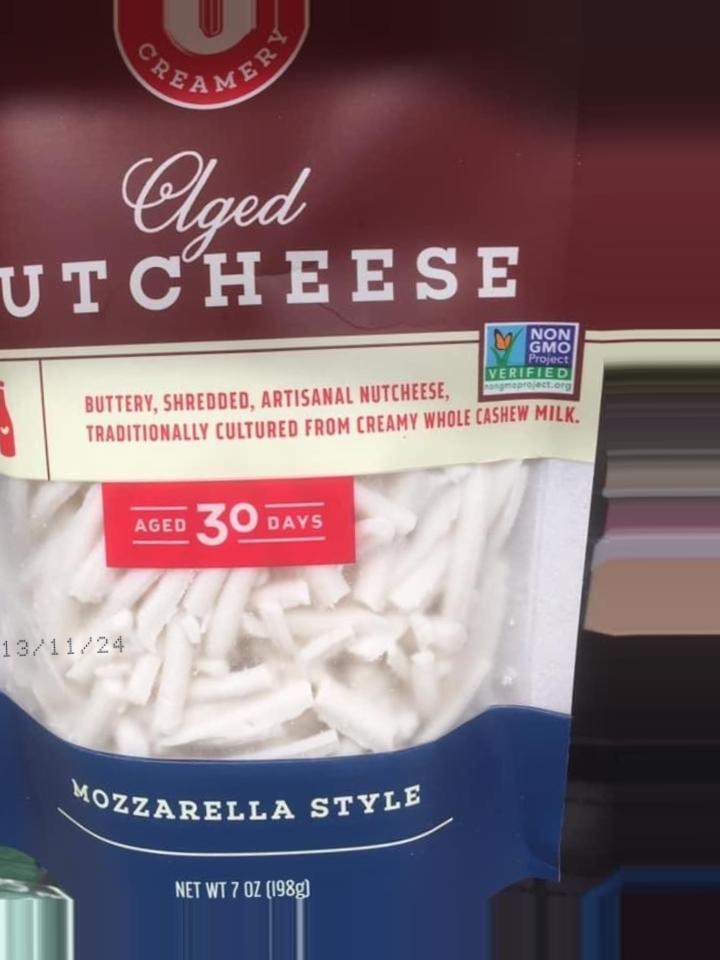 CREAMERY
Aged
UTCHEESE
NON
GMO
Project
VERIFIED
nongmoproject.org
BUTTERY, SHREDDED, ARTISANAL NUTCHEESE,
TRADITIONALLY CULTURED FROM CREAMY WHOLE CASHEW MILK.
AGED 30 DAYS
13/11/24
MOZZARELLA STYLE
NET WT 7 OZ (198g)